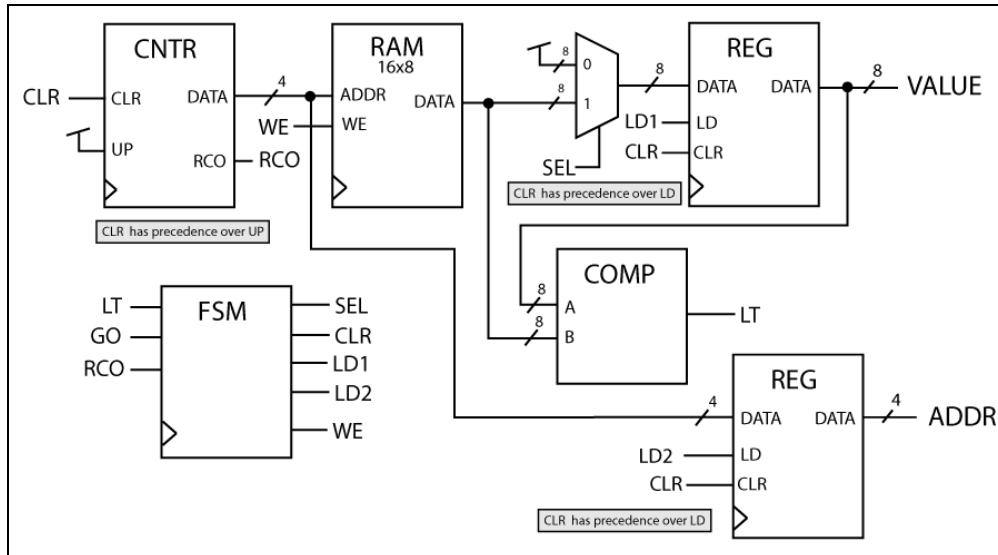 CNTR
CLR
CLR
DATA
4
UP
RCO
RCO
CLR has precedence over UP
RAM
16x8
ADDR
DATA
WE
WE
8
0
8
1
SEL
8
REG
DATA
DATA
8
VALUE
LD1
LD
CLR
CLR
CLR has precedence over LD
COMP
8
A
8
B
LT
FSM
LT
GO
RCO
SEL
CLR
LD1
LD2
WE
REG
4
DATA
DATA
4
ADDR
LD2
LD
CLR
CLR
CLR has precedence over LD